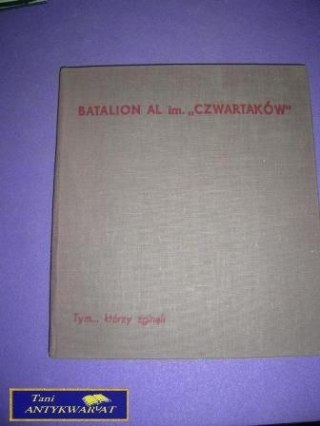 BATALION AL im. „CZWARTAKÓW"
Tym... którzy zginęli
Tani
ANTYKWARYAT